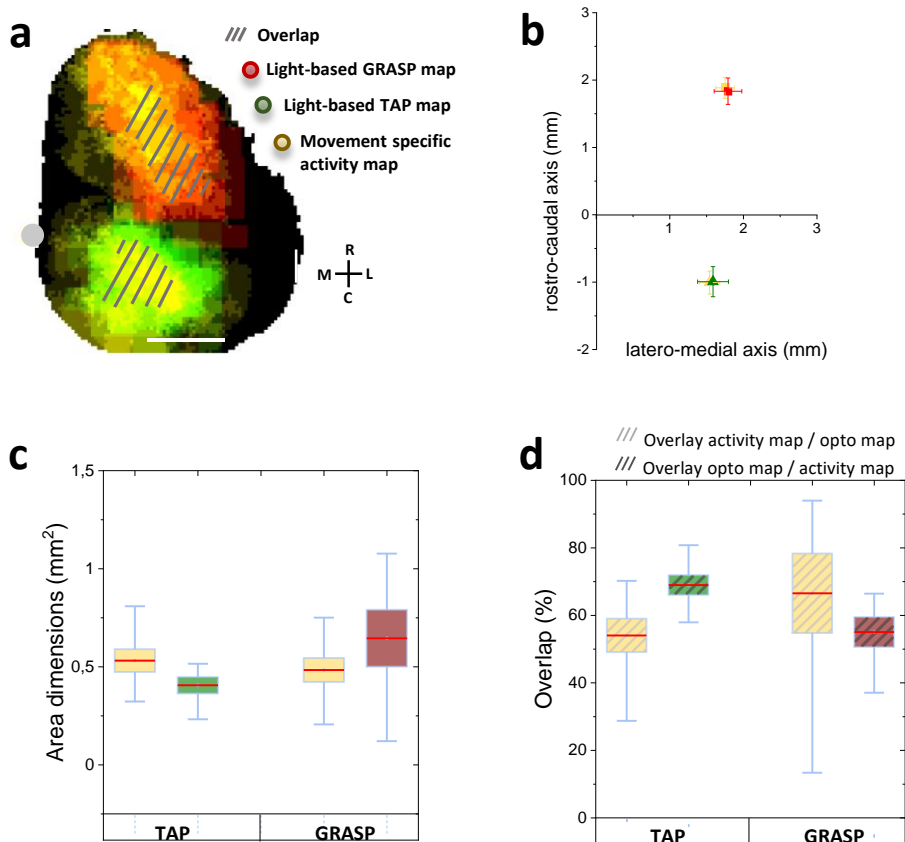 a
Overlap
Light-based GRASP map
Light-based TAP map
Movement specific
activity map
R
M L
C
b
rostro-caudal axis (mm)
3
2
1
0
-1
-2
1 2 3
latero-medial axis (mm)
c
Area dimensions (mm²)
1,5
1
0,5
0
TAP GRASP
d
Overlay activity map / opto map
Overlay opto map / activity map
Overlap (%)
100
80
60
40
20
0
TAP GRASP